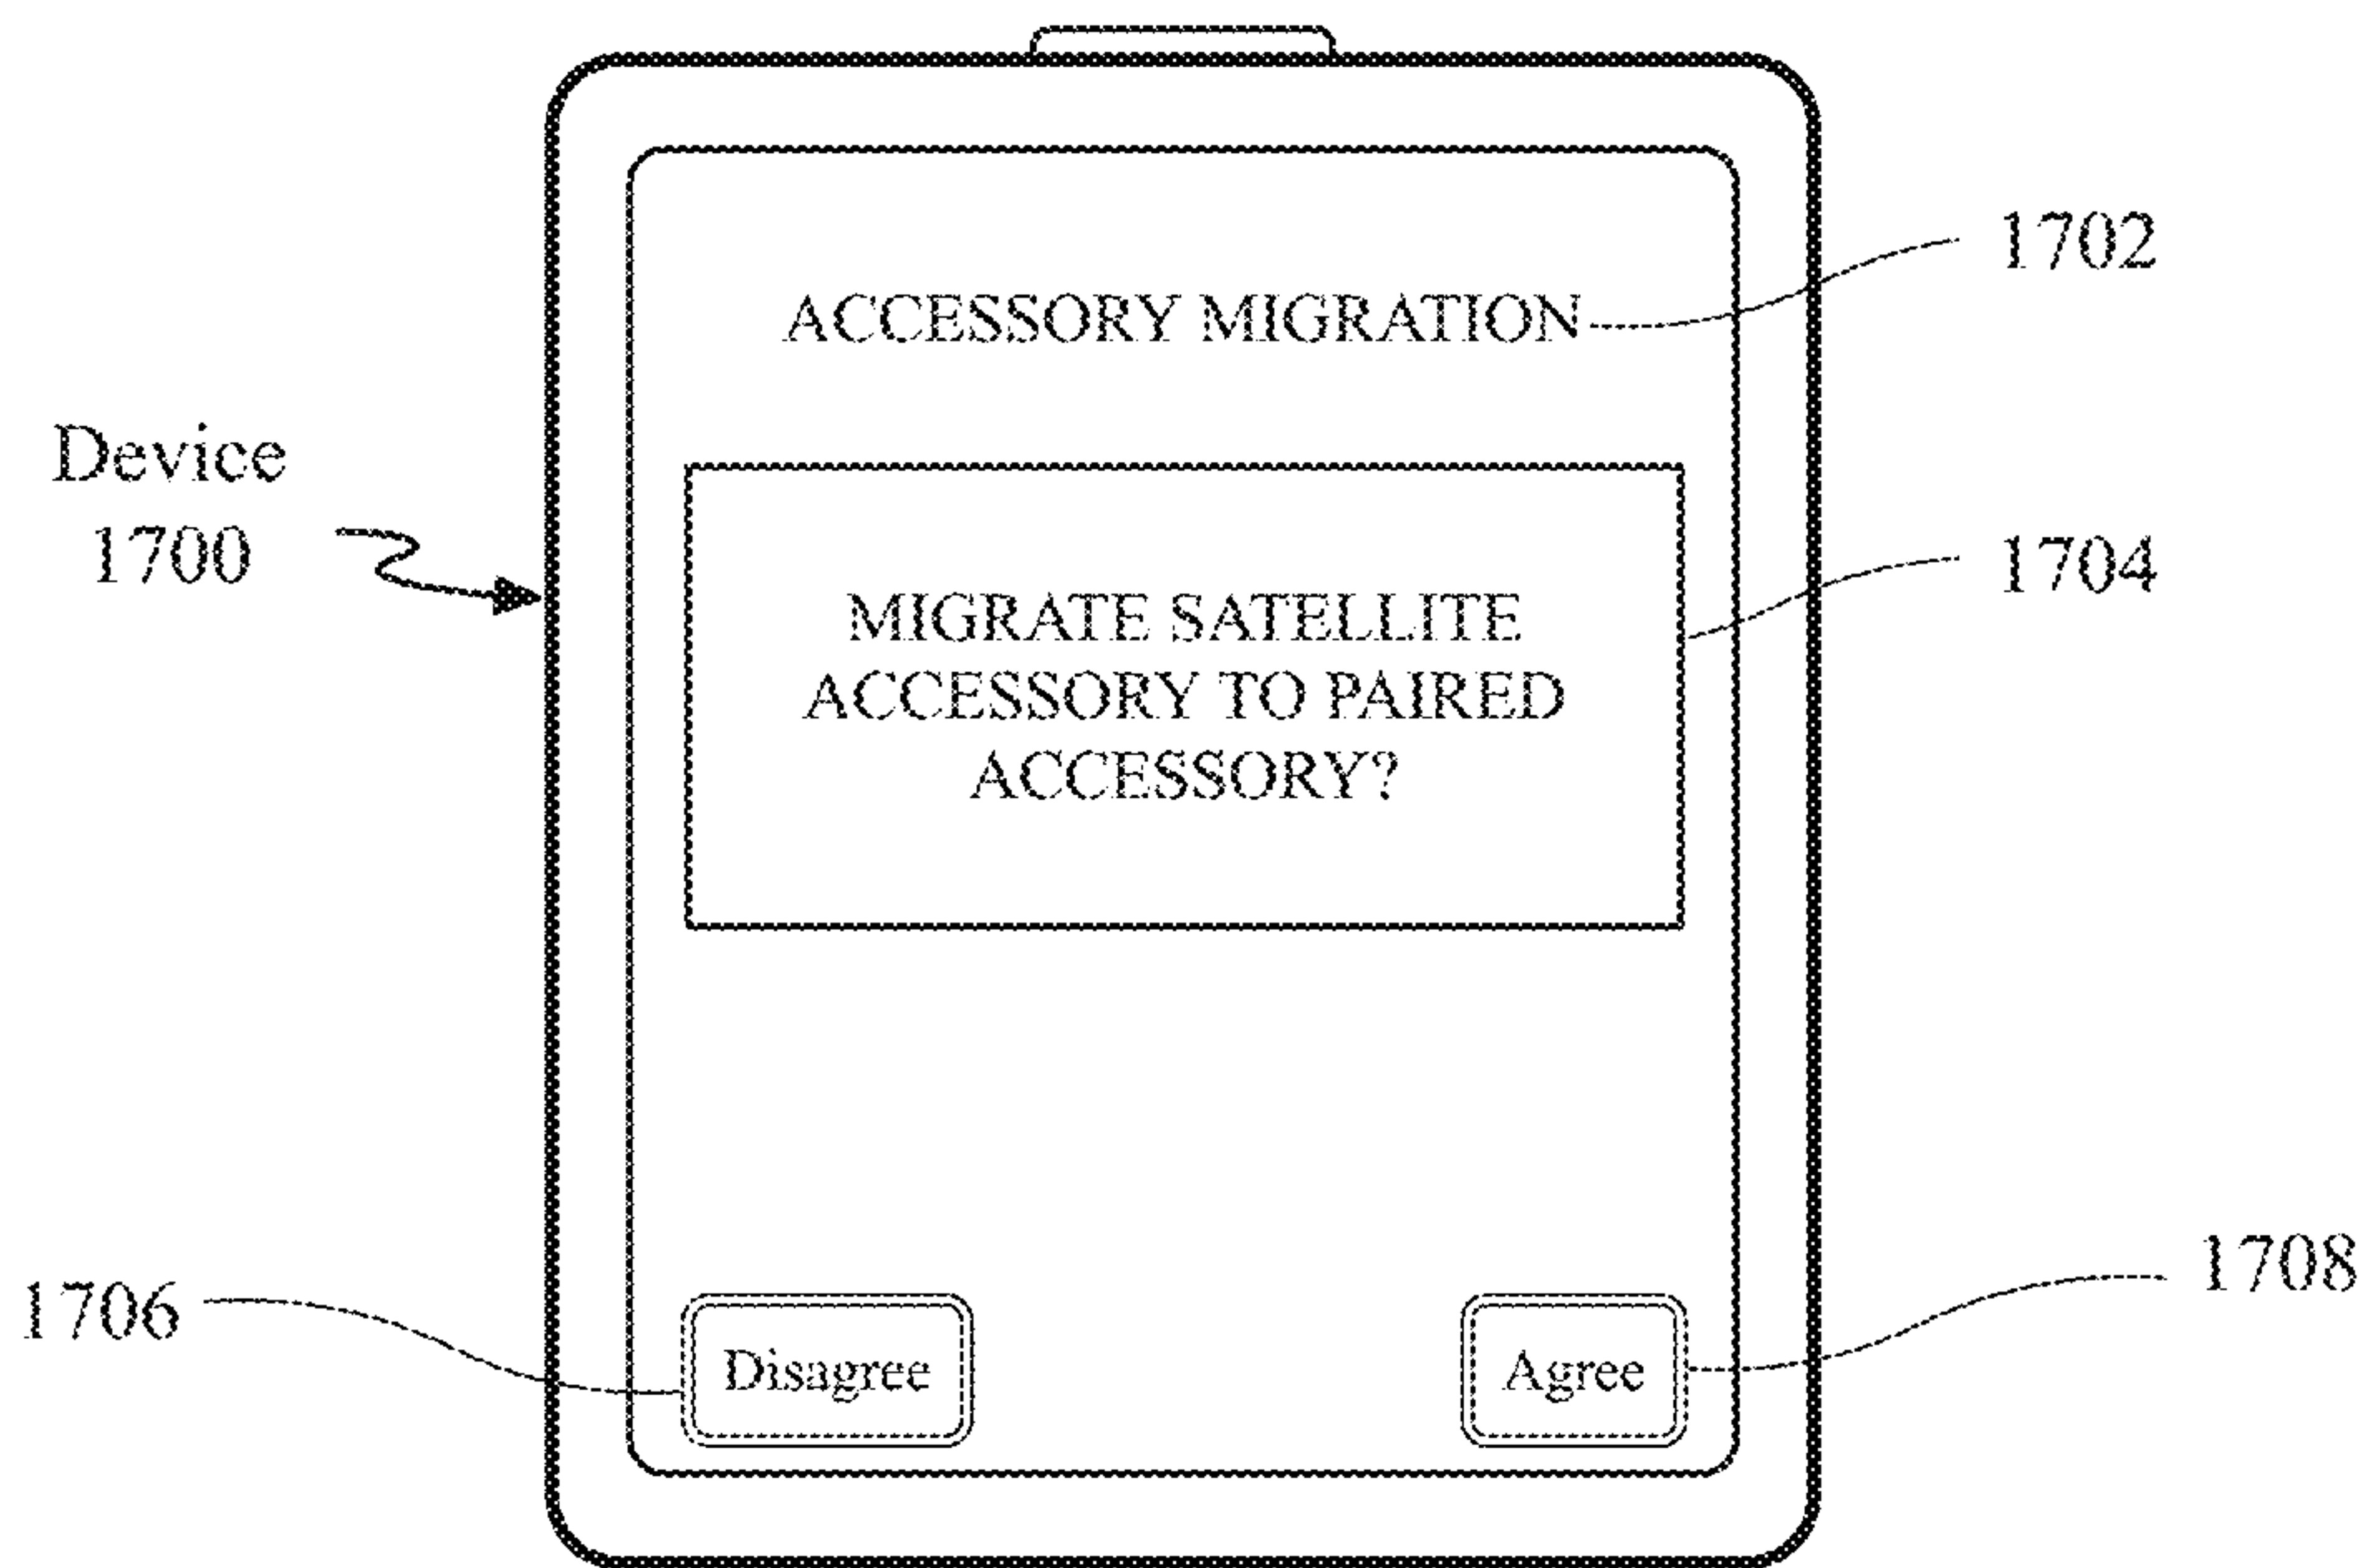 1702
ACCESSORY MIGRATION
Device
1700
1704
MIGRATE SATELLITE
ACCESSORY TO PAIRED
ACCESSORY?
1706
Disagree
Agree
1708